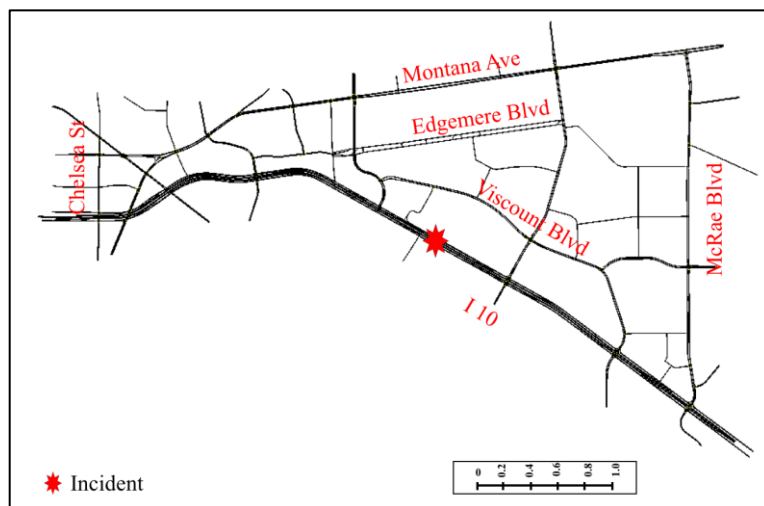 Montana Ave
Edgemere Blvd
Chelsea St
Viscount Blvd
McRae Blvd
I 10
Incident
0 0.2 0.4 0.6 0.8 1.0